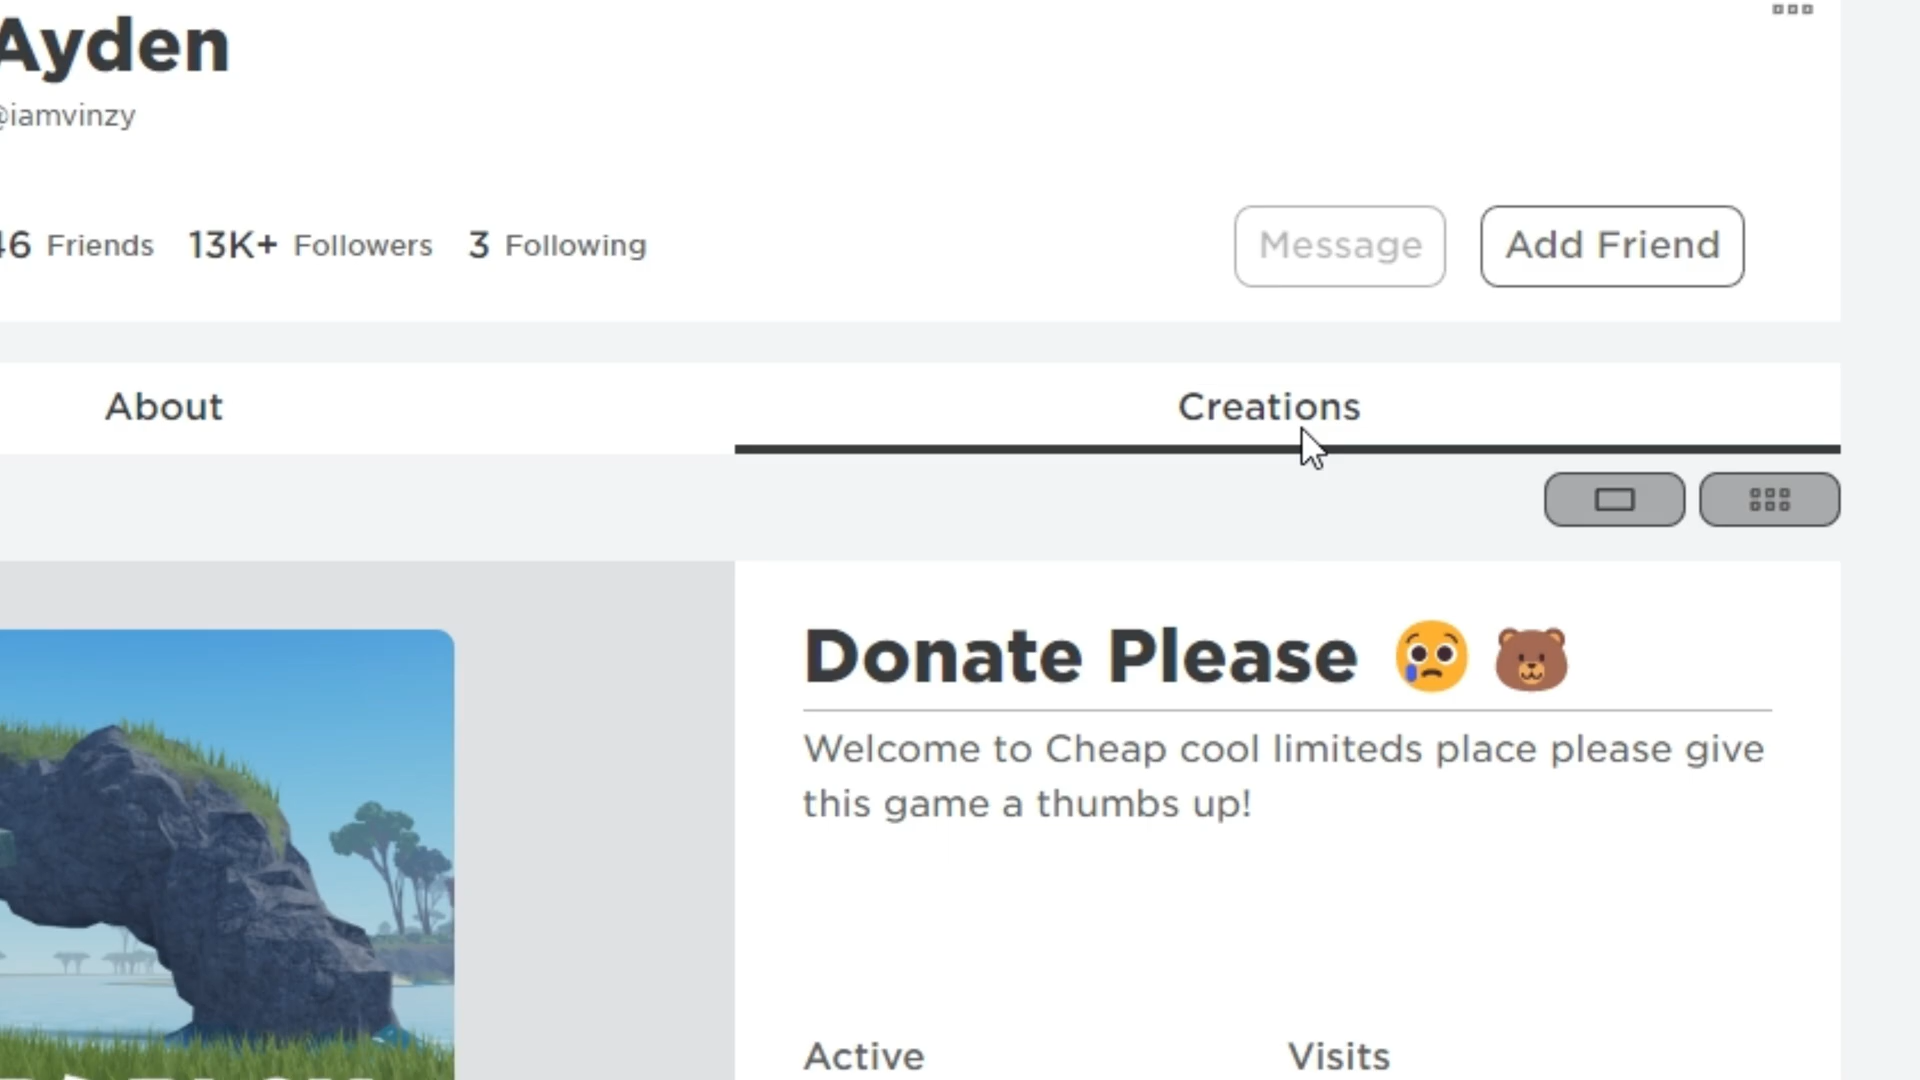 Ayden
@iamvinzy
46 Friends 13K+ Followers 3 Following
Message Add Friend
About Creations
Donate Please 😢 🐻
Welcome to Cheap cool limiteds place please give
this game a thumbs up!
Active Visits